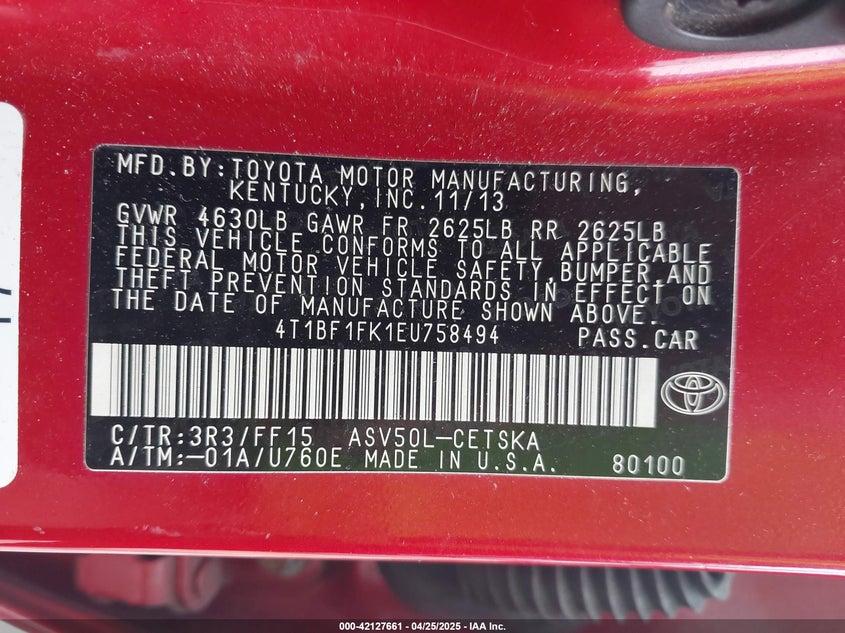 MFD.BY:TOYOTA MOTOR MANUFACTURING,
KENTUCKY,INC.11/13
GVWR 4630LB GAWR FR 2625LB RR 2625LB
THIS VEHICLE CONFORMS TO ALL APPLICABLE
FEDERAL MOTOR VEHICLE SAFETY,BUMPER,AND
THEFT PREVENTION STANDARDS IN EFFECT ON
THE DATE OF MANUFACTURE SHOWN ABOVE.
4T1BF1FK1EU758494 PASS.CAR
C/TR:3R3/FF15 ASV50L-CETSKA
A/TM:-01A/U760E MADE IN U.S.A. 80100
000-42127661 | 04/25/2025 - IAA Inc.